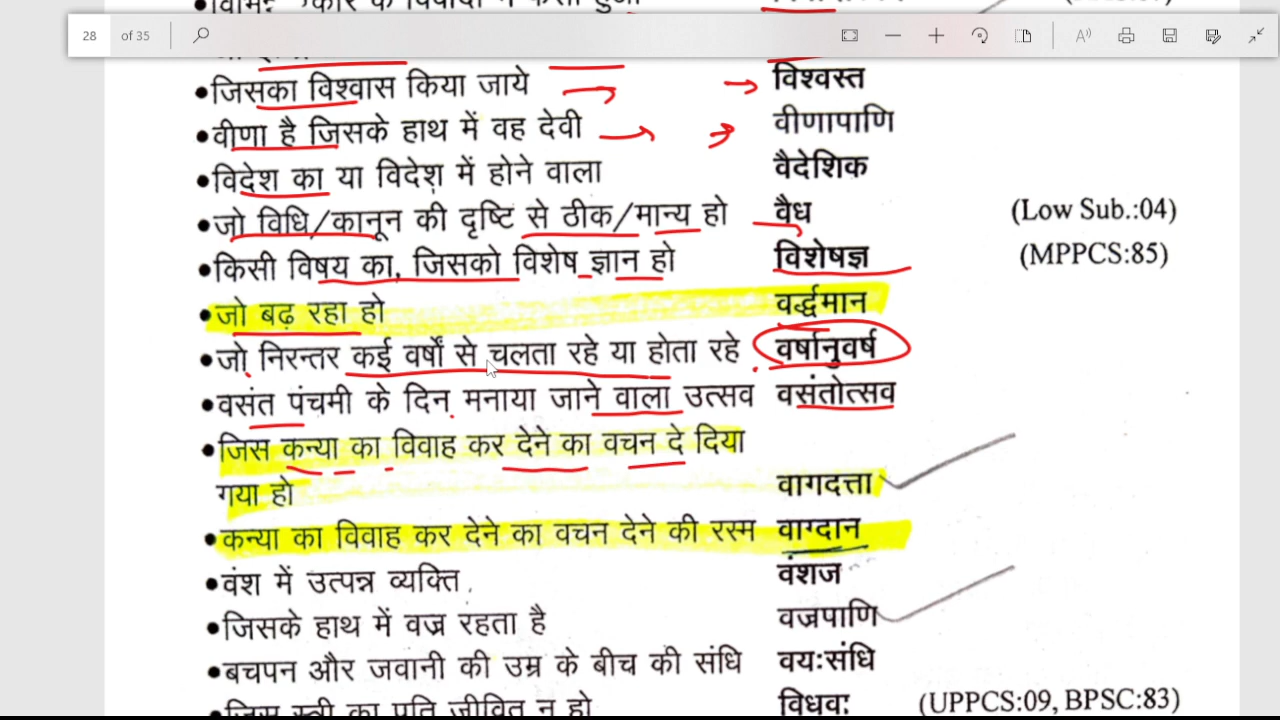 28 of 35
•जिसका विश्वास किया जाये विश्वस्त
•वीणा है जिसके हाथ में वह देवी वीणापाणि
•विदेश का या विदेश में होने वाला वैदेशिक
•जो विधि/कानून की दृष्टि से ठीक/मान्य हो वैध (Low Sub.:04)
•किसी विषय का, जिसको विशेष ज्ञान हो विशेषज्ञ (MPPCS:85)
•जो बढ़ रहा हो वर्द्धमान
•जो निरन्तर कई वर्षों से चलता रहे या होता रहे वर्षानुवर्ष
•वसंत पंचमी के दिन मनाया जाने वाला उत्सव वसंतोत्सव
•जिस कन्या का विवाह कर देने का वचन दे दिया
गया हो वागदत्ता
•कन्या का विवाह कर देने का वचन देने की रस्म वाग्दान
•वंश में उत्पन्न व्यक्ति वंशज
•जिसके हाथ में वज्र रहता है वज्रपाणि
•बचपन और जवानी की उम्र के बीच की संधि वयःसंधि
•जिस स्त्री का पति जीवित न हो (UPPCS:09, BPSC:83)